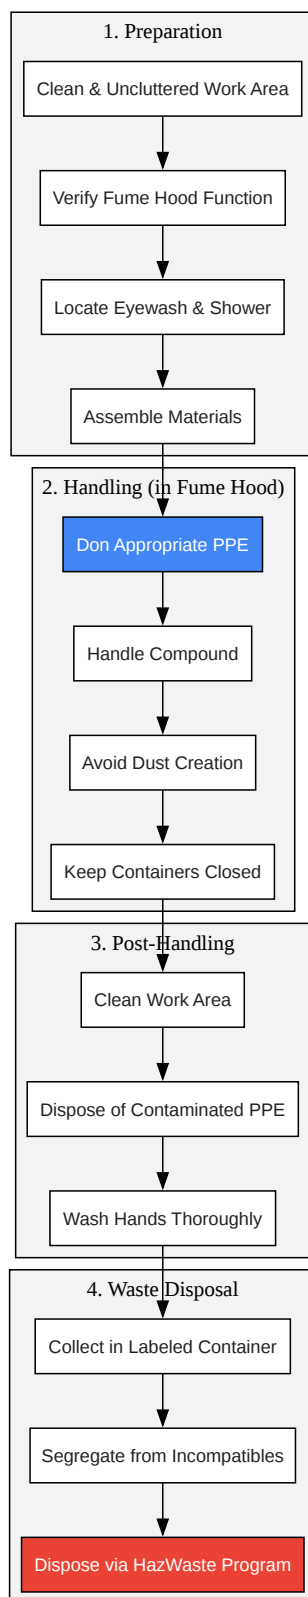 1. Preparation
Clean & Uncluttered Work Area
Verify Fume Hood Function
Locate Eyewash & Shower
Assemble Materials
2. Handling (in Fume Hood)
Don Appropriate PPE
Handle Compound
Avoid Dust Creation
Keep Containers Closed
3. Post-Handling
Clean Work Area
Dispose of Contaminated PPE
Wash Hands Thoroughly
4. Waste Disposal
Collect in Labeled Container
Segregate from Incompatibles
Dispose via HazWaste Program